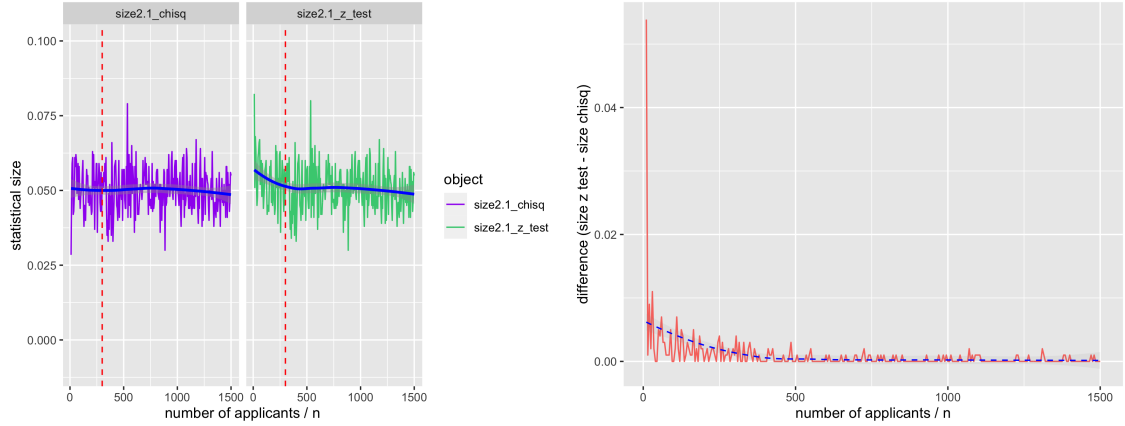 size2.1_chisq
size2.1_z_test
0.100
0.075
0.050
0.025
0.000
statistical size
0
500
1000
1500
0
500
1000
1500
number of applicants / n
object
size2.1_chisq
size2.1_z_test
0.04
0.02
0.00
difference (size z test - size chisq)
0
500
1000
1500
number of applicants / n